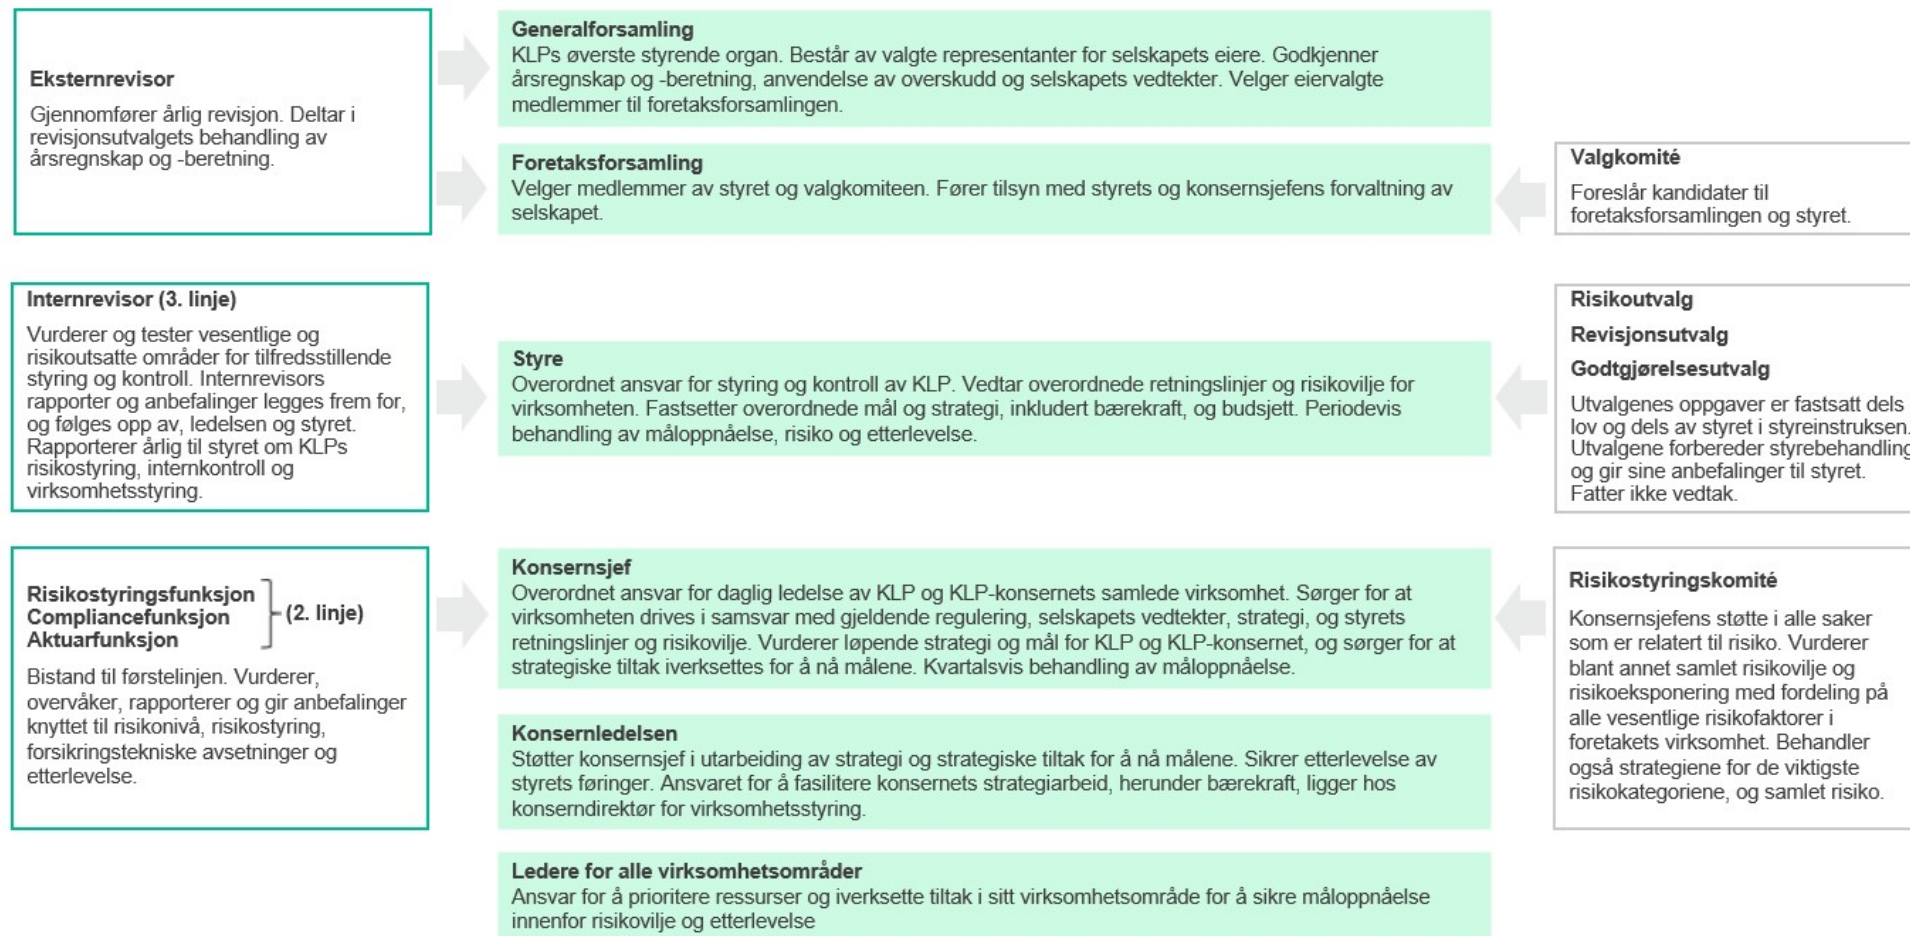 Eksternrevisor
Gjennomfører årlig revisjon. Deltar i
revisjonsutvalgets behandling av
årsregnskap og -beretning.
Generalforsamling
KLPs øverste styrende organ. Består av valgte representanter for selskapets eiere. Godkjenner
årsregnskap og -beretning, anvendelse av overskudd og selskapets vedtekter. Velger eiervalgte
medlemmer til foretaksforsamlingen.
Foretaksforsamling
Velger medlemmer av styret og valgkomiteen. Fører tilsyn med styrets og konsernsjefens forvaltning av
selskapet.
Valgkomité
Foreslår kandidater til
foretaksforsamlingen og styret.
Internrevisor (3. linje)
Vurderer og tester vesentlige og
risikoutsatte områder for tilfredsstillende
styring og kontroll. Internrevisors
rapporter og anbefalinger legges frem for,
og følges opp av, ledelsen og styret.
Rapporterer årlig til styret om KLPs
risikostyring, internkontroll og
virksomhetsstyring.
Styre
Overordnet ansvar for styring og kontroll av KLP. Vedtar overordnede retningslinjer og risikovilje for
virksomheten. Fastsetter overordnede mål og strategi, inkludert bærekraft, og budsjett. Periodevis
behandling av måloppnåelse, risiko og etterlevelse.
Risikoutvalg
Revisjonsutvalg
Godtgjørelsesutvalg
Utvalgenes oppgaver er fastsatt dels
lov og dels av styret i styreinstruksen.
Utvalgene forbereder styrebehandling
og gir sine anbefalinger til styret.
Fatter ikke vedtak.
Risikostyringsfunksjon
Compliancefunksjon (2. linje)
Aktuarfunksjon
Bistand til førstelinjen. Vurderer,
overvåker, rapporterer og gir anbefalinger
knyttet til risikonivå, risikostyring,
forsikringstekniske avsetninger og
etterlevelse.
Konsernsjef
Overordnet ansvar for daglig ledelse av KLP og KLP-konsernets samlede virksomhet. Sørger for at
virksomheten drives i samsvar med gjeldende regulering, selskapets vedtekter, strategi, og styrets
retningslinjer og risikovilje. Vurderer løpende strategi og mål for KLP og KLP-konsernet, og sørger for at
strategiske tiltak iverksettes for å nå målene. Kvartalsvis behandling av måloppnåelse.
Konsernledelsen
Støtter konsernsjef i utarbeiding av strategi og strategiske tiltak for å nå målene. Sikrer etterlevelse av
styrets føringer. Ansvaret for å fasilitere konsernets strategiarbeid, herunder bærekraft, ligger hos
konserndirektør for virksomhetsstyring.
Ledere for alle virksomhetsområder
Ansvar for å prioritere ressurser og iverksette tiltak i sitt virksomhetsområde for å sikre måloppnåelse
innenfor risikovilje og etterlevelse
Risikostyringskomité
Konsernsjefens støtte i alle saker
som er relatert til risiko. Vurderer
blant annet samlet risikovilje og
risikoeksponering med fordeling på
alle vesentlige risikofaktorer i
foretakets virksomhet. Behandler
også strategiene for de viktigste
risikokategoriene, og samlet risiko.